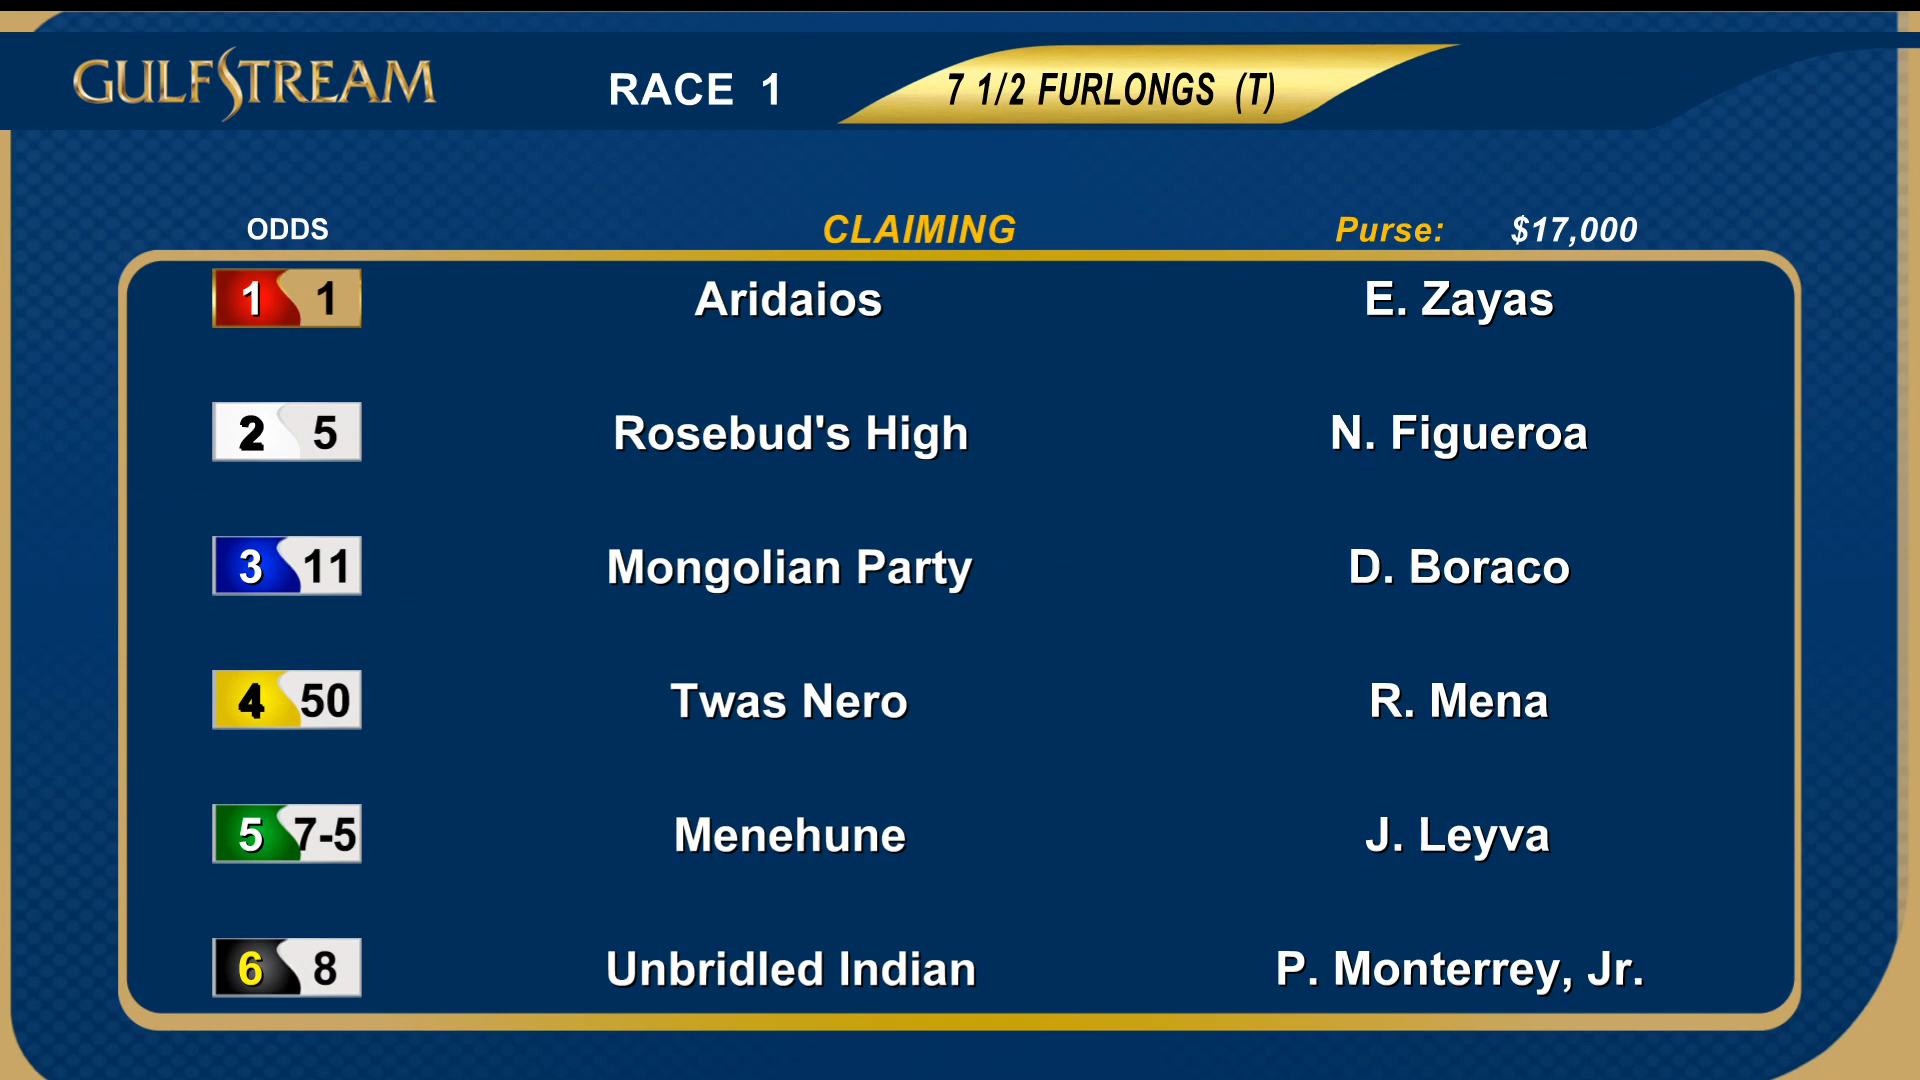 GULFSTREAM RACE 1 7 1/2 FURLONGS (T)
ODDS CLAIMING Purse: $17,000
1 1 Aridaios E. Zayas
2 5 Rosebud's High N. Figueroa
3 11 Mongolian Party D. Boraco
4 50 Twas Nero R. Mena
5 7-5 Menehune J. Leyva
6 8 Unbridled Indian P. Monterrey, Jr.